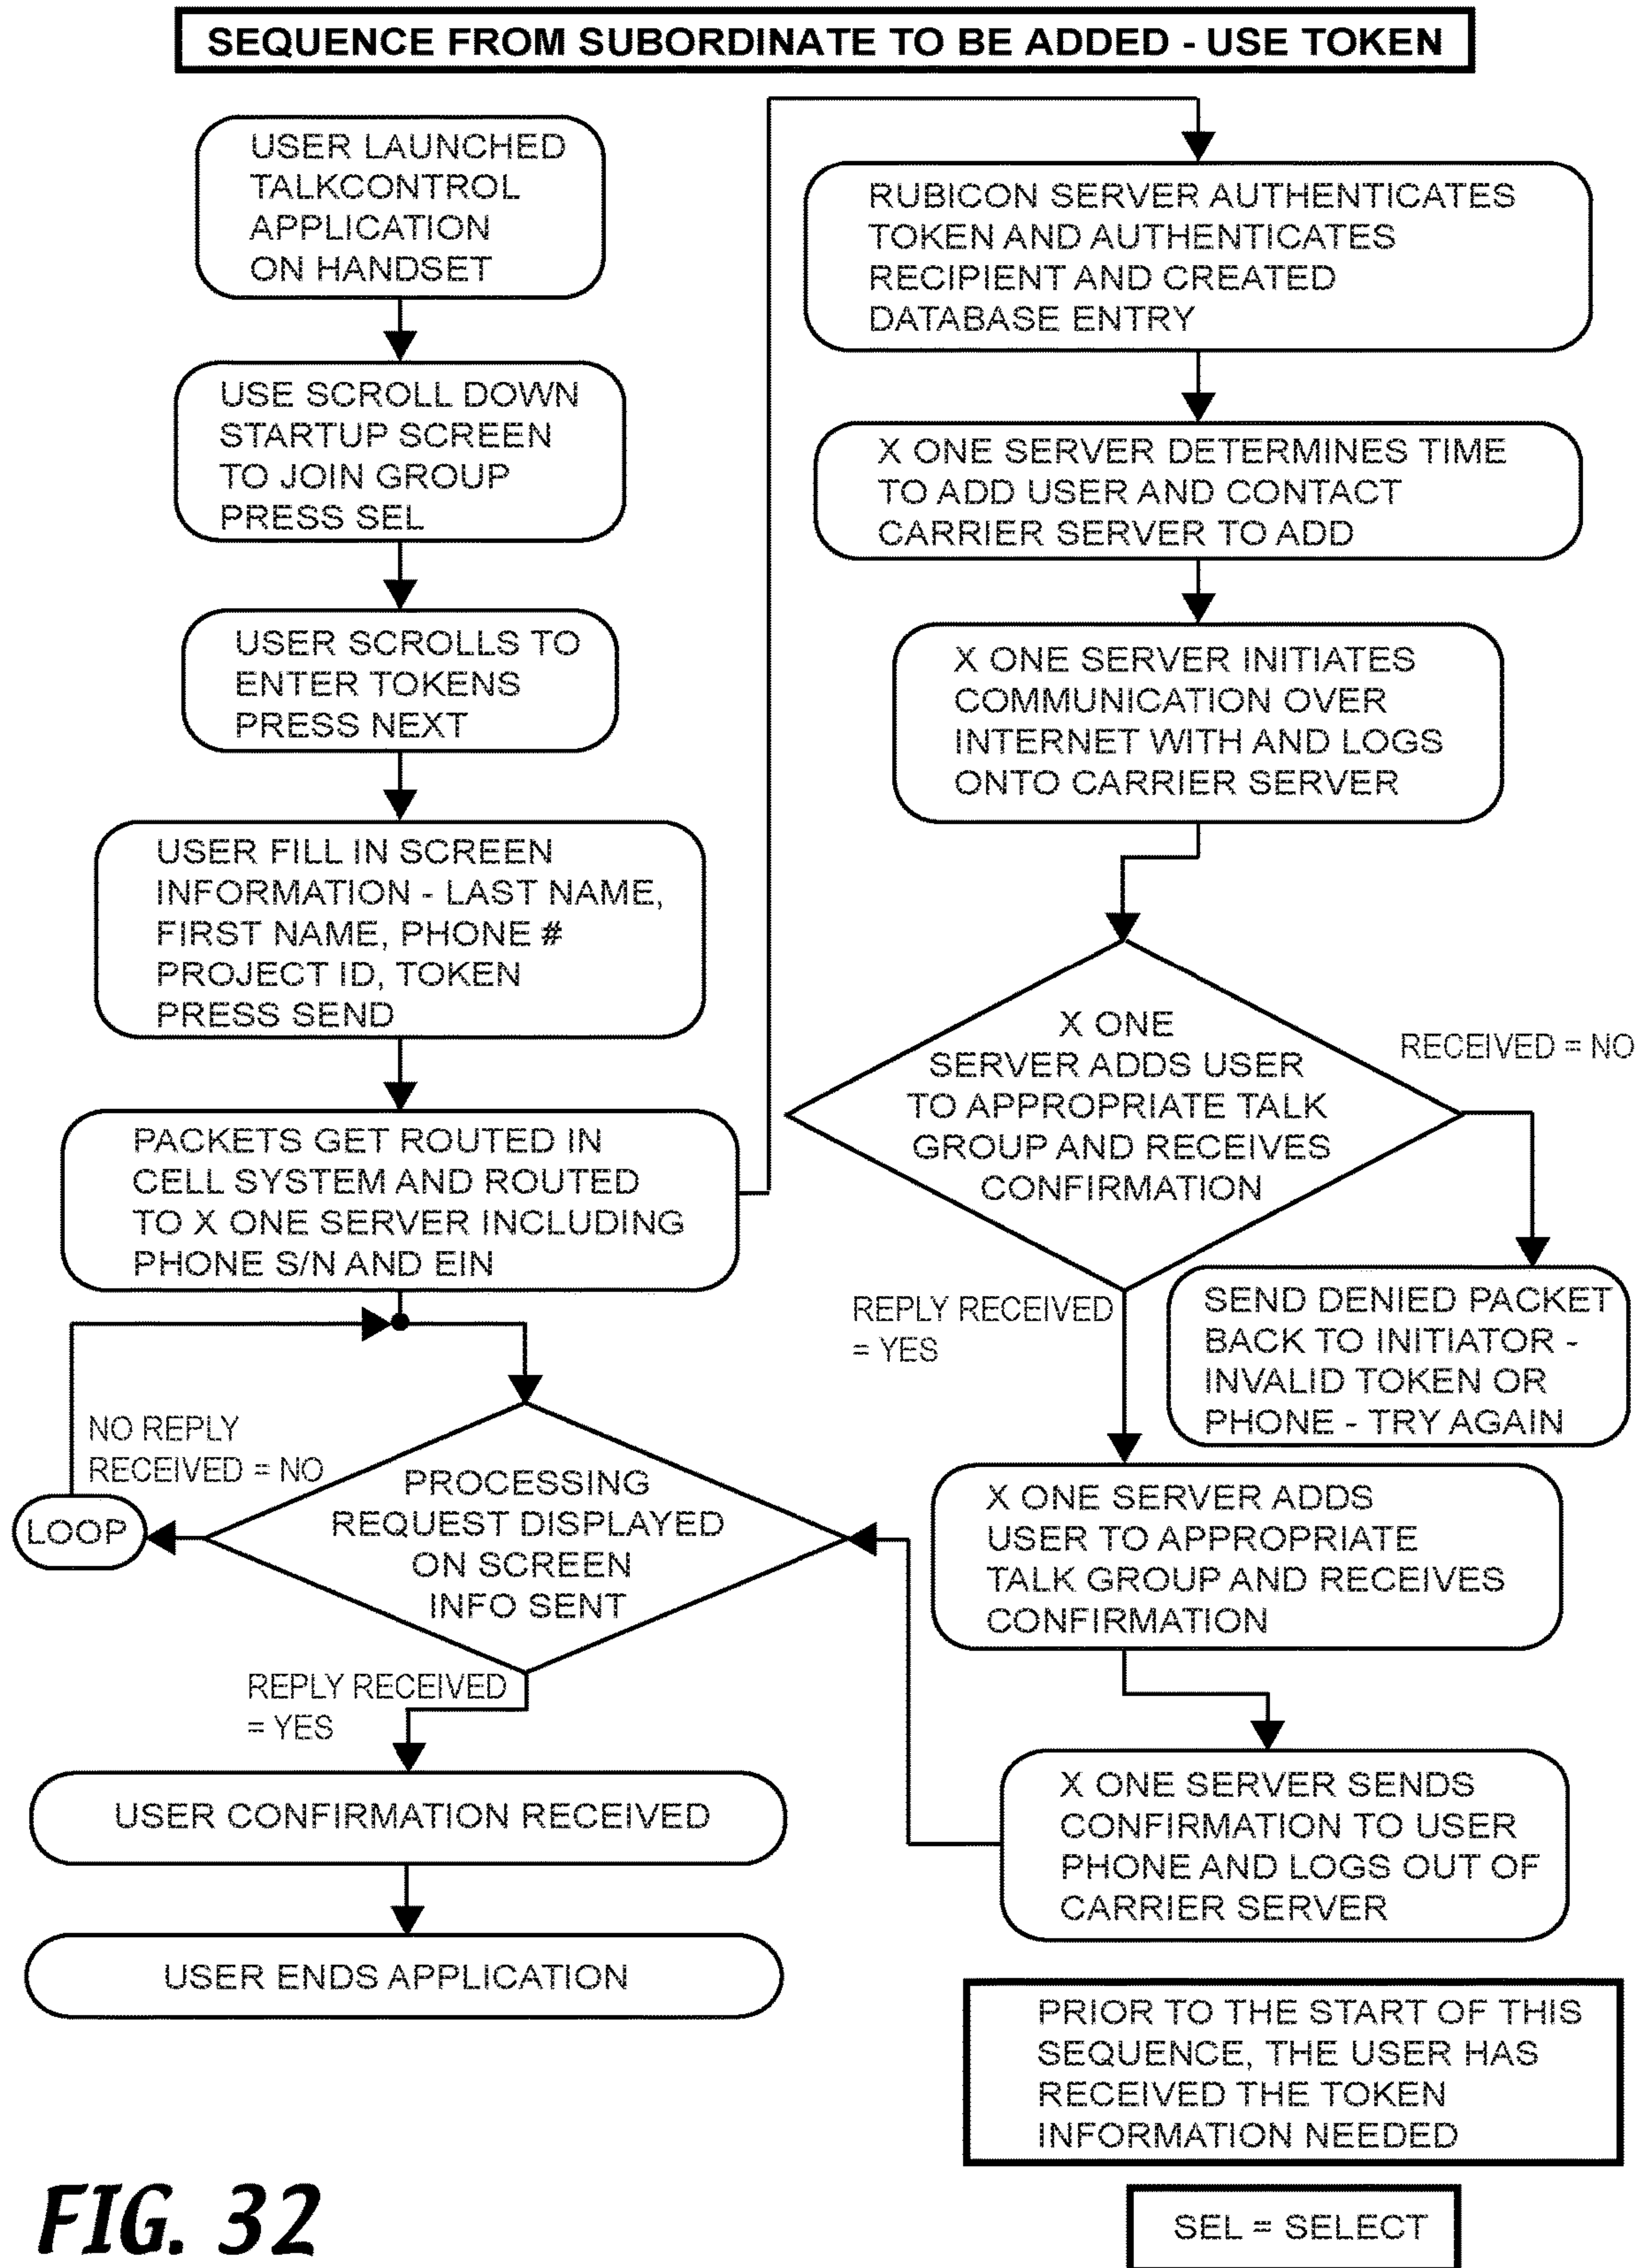 SEQUENCE FROM SUBORDINATE TO BE ADDED - USE TOKEN
USER LAUNCHED
TALKCONTROL
APPLICATION
ON HANDSET
USE SCROLL DOWN
STARTUP SCREEN
TO JOIN GROUP
PRESS SEL
USER SCROLLS TO
ENTER TOKENS
PRESS NEXT
USER FILL IN SCREEN
INFORMATION - LAST NAME,
FIRST NAME, PHONE #
PROJECT ID, TOKEN
PRESS SEND
PACKETS GET ROUTED IN
CELL SYSTEM AND ROUTED
TO X ONE SERVER INCLUDING
PHONE S/N AND EIN
NO REPLY
RECEIVED = NO
LOOP
PROCESSING
REQUEST DISPLAYED
ON SCREEN
INFO SENT
REPLY RECEIVED
= YES
USER CONFIRMATION RECEIVED
USER ENDS APPLICATION
RUBICON SERVER AUTHENTICATES
TOKEN AND AUTHENTICATES
RECIPIENT AND CREATED
DATABASE ENTRY
X ONE SERVER DETERMINES TIME
TO ADD USER AND CONTACT
CARRIER SERVER TO ADD
X ONE SERVER INITIATES
COMMUNICATION OVER
INTERNET WITH AND LOGS
ONTO CARRIER SERVER
X ONE
SERVER ADDS USER
TO APPROPRIATE TALK
GROUP AND RECEIVES
CONFIRMATION
RECEIVED = NO
SEND DENIED PACKET
BACK TO INITIATOR -
INVALID TOKEN OR
PHONE - TRY AGAIN
REPLY RECEIVED
= YES
X ONE SERVER ADDS
USER TO APPROPRIATE
TALK GROUP AND RECEIVES
CONFIRMATION
X ONE SERVER SENDS
CONFIRMATION TO USER
PHONE AND LOGS OUT OF
CARRIER SERVER
PRIOR TO THE START OF THIS
SEQUENCE, THE USER HAS
RECEIVED THE TOKEN
INFORMATION NEEDED
SEL = SELECT
FIG. 32